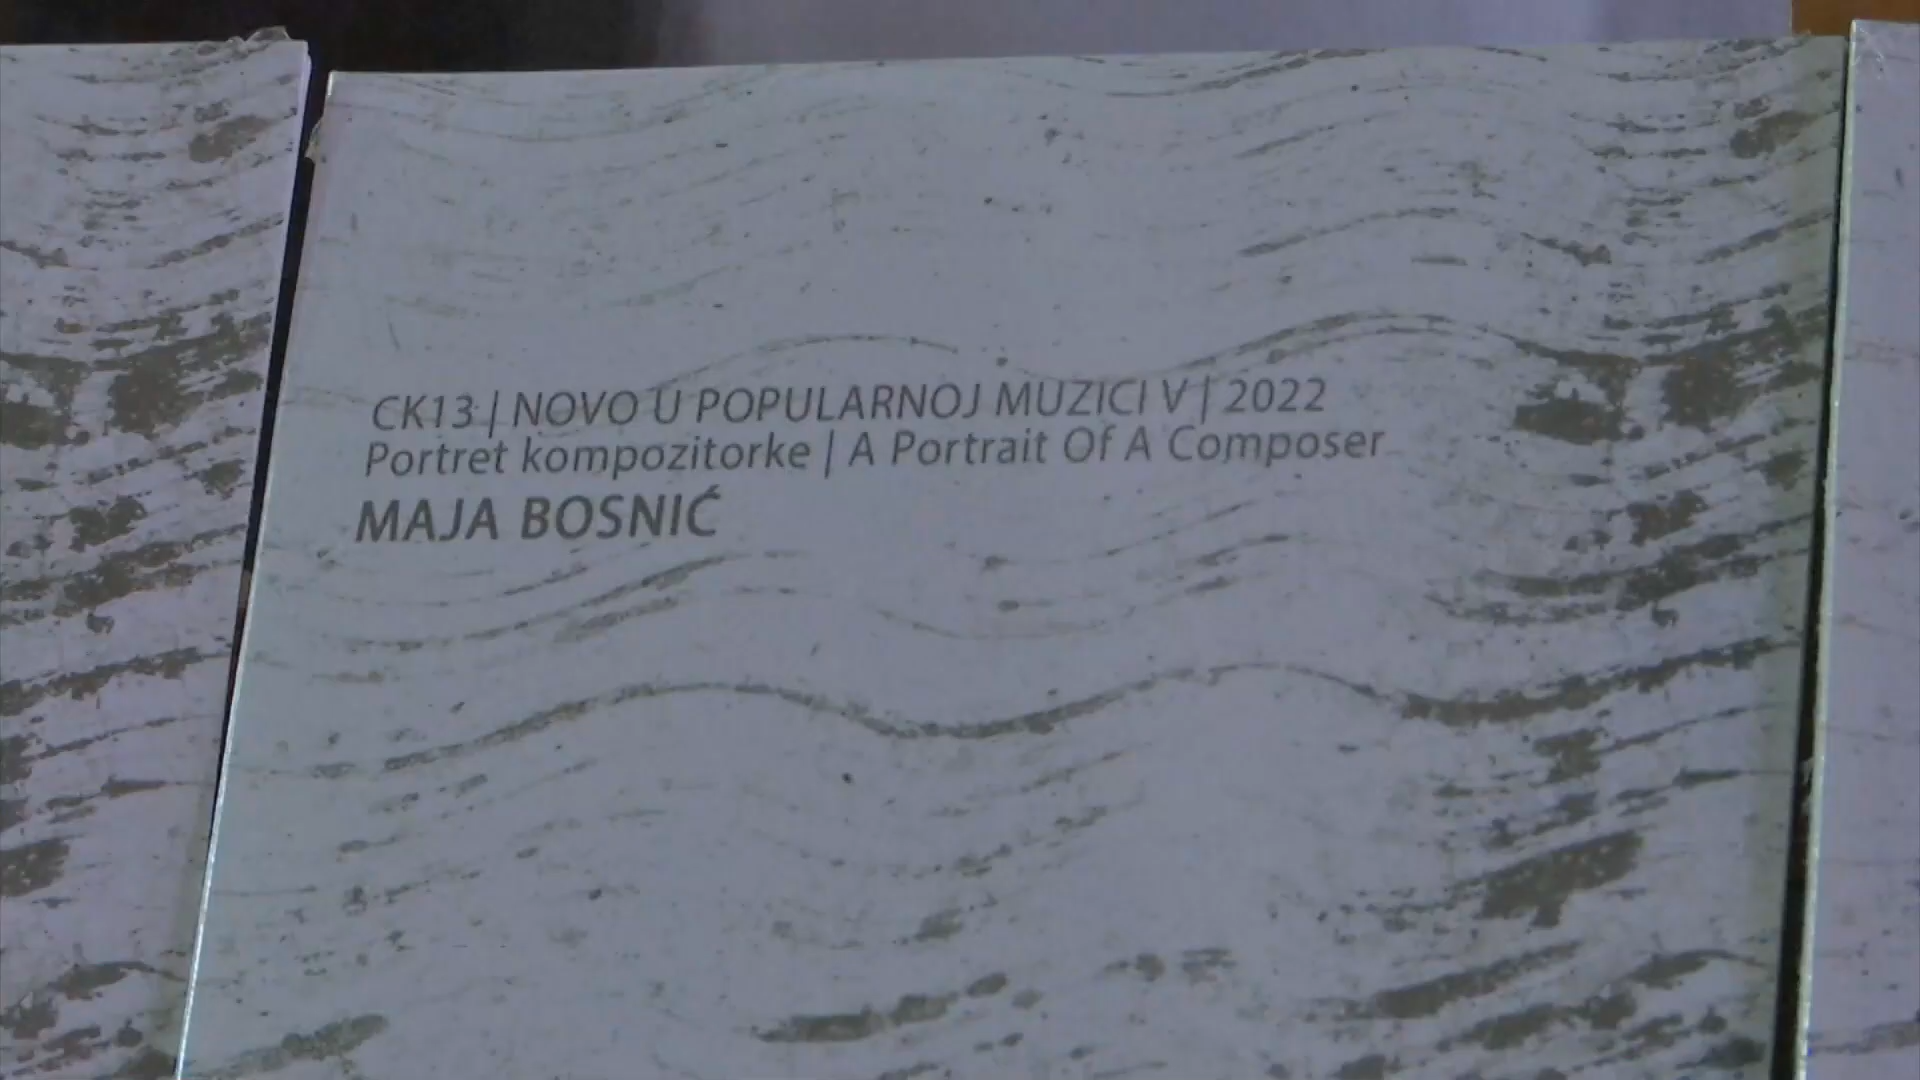 CK13 | NOVO U POPULARNOJ MUZICI V | 2022
Portret kompozitorke | A Portrait Of A Composer
MAJA BOSNIĆ